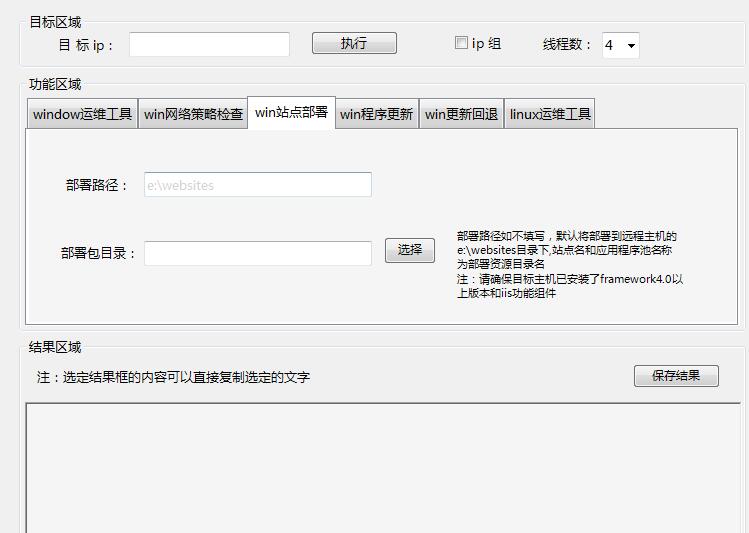 目标区域
目 标 ip： 执行 ip 组 线程数： 4
功能区域
window运维工具 win网络策略检查 win站点部署 win程序更新 win更新回退 linux运维工具
部署路径： e:\websites
部署包目录： 选择
部署路径如不填写，默认将部署到远程主机的
e:\websites目录下,站点名和应用程序池名称
为部署资源目录名
注：请确保目标主机已安装了framework4.0以
上版本和iis功能组件
结果区域
注：选定结果框的内容可以直接复制选定的文字 保存结果